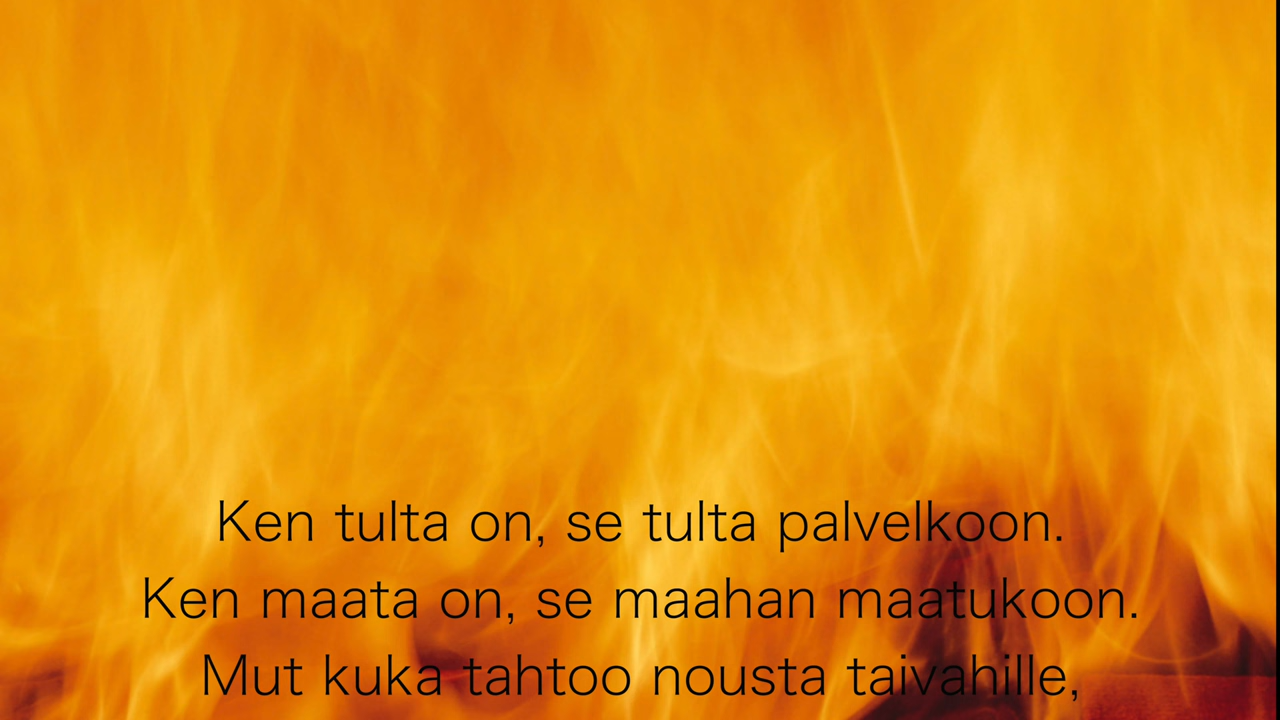 Ken tulta on, se tulta palvelkoon.
Ken maata on, se maahan maatukoon.
Mut kuka tahtoo nousta taivahille,